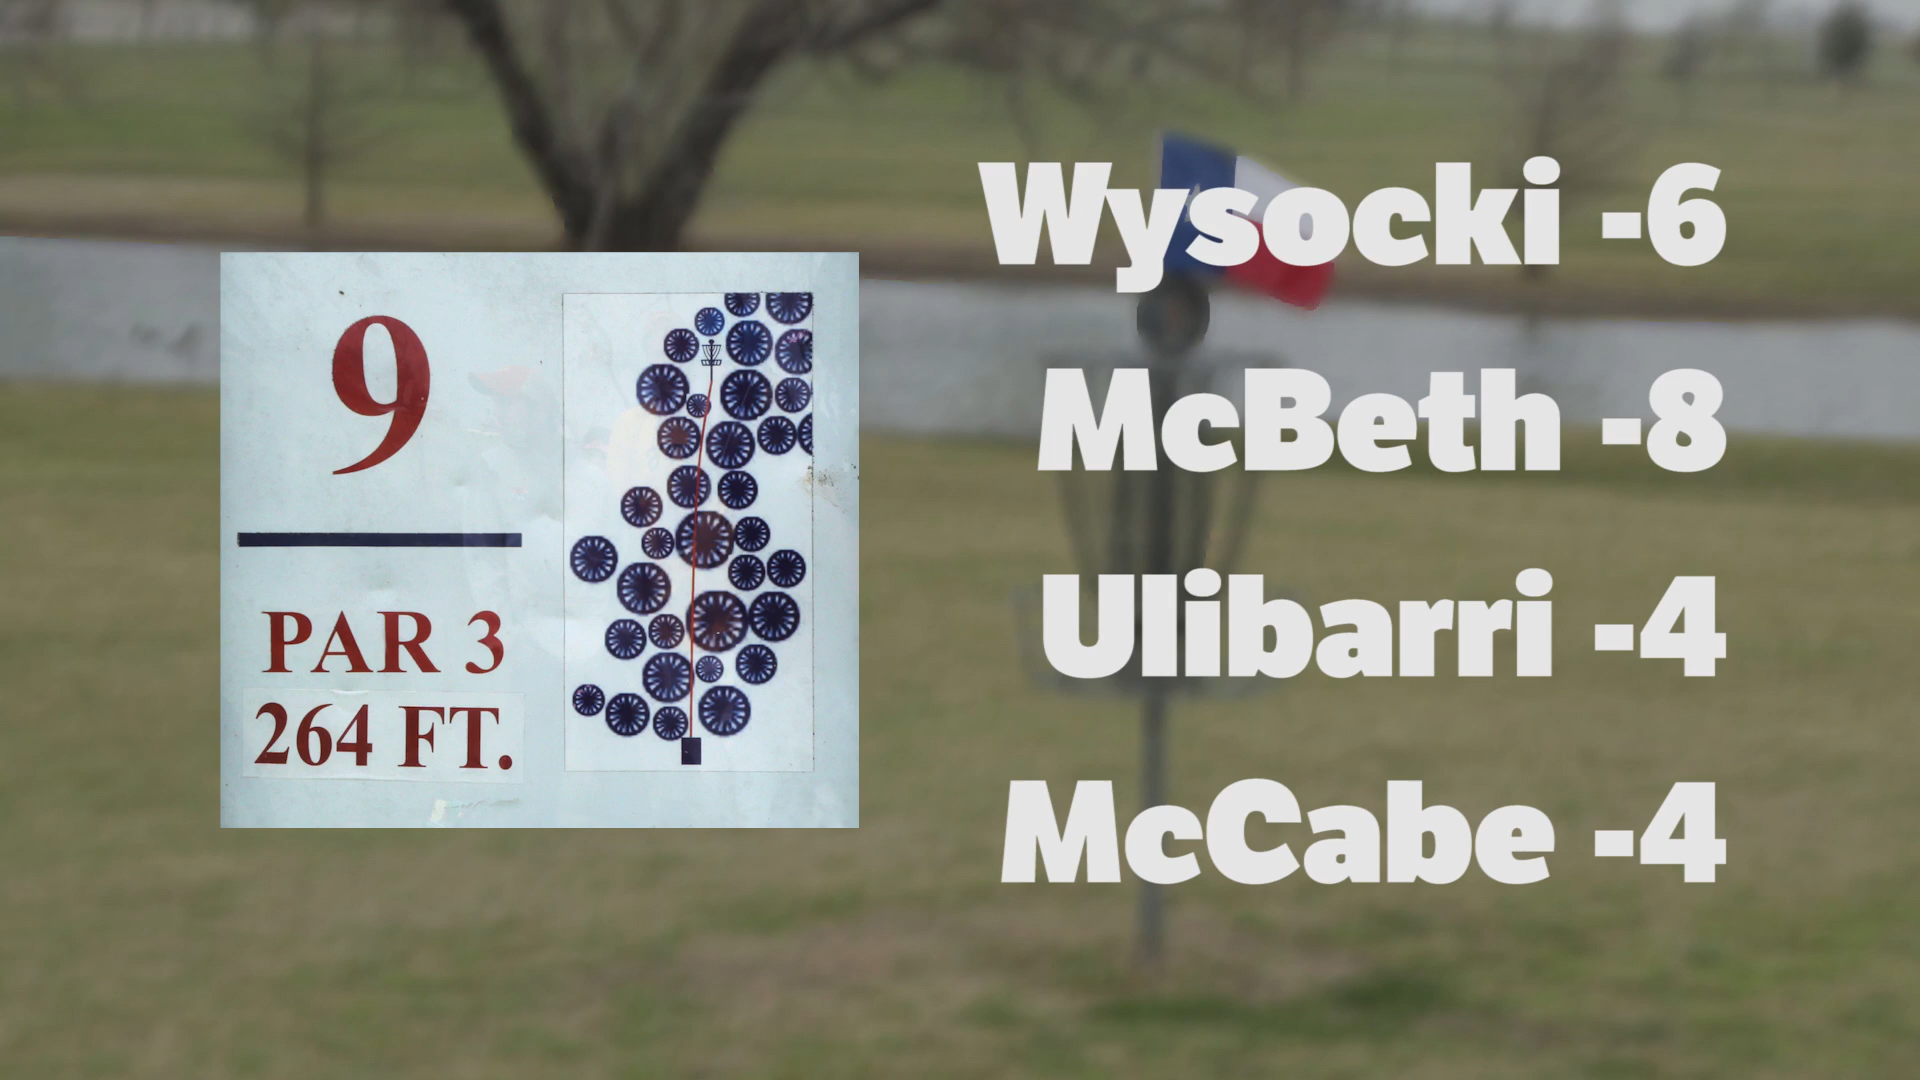 9
PAR 3
264 FT.
Wysocki -6
McBeth -8
Ulibarri -4
McCabe -4